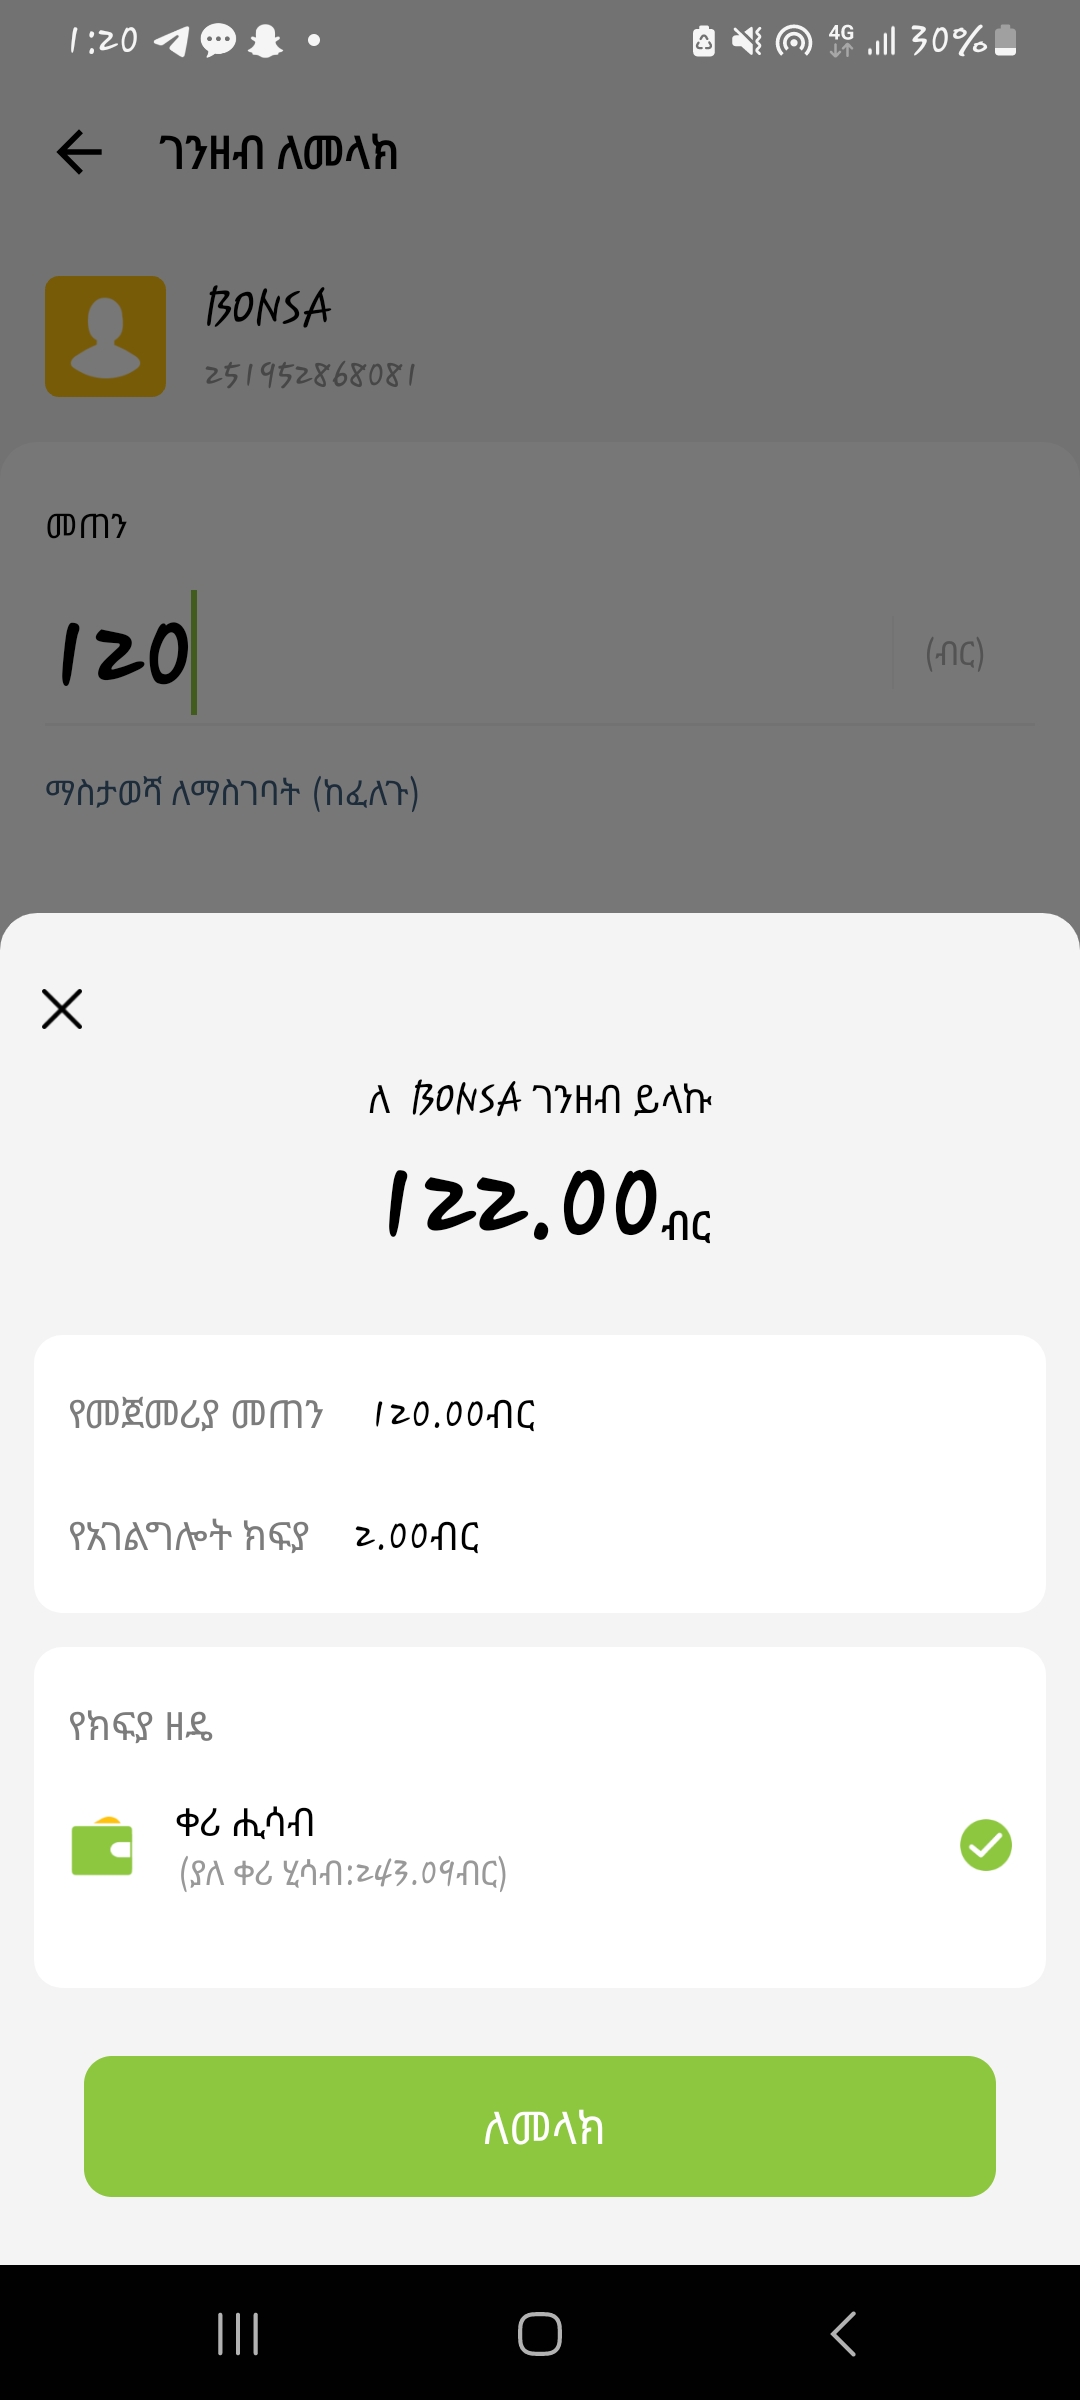 1:20
4G
30%
ገንዘብ ለመላክ
BONSA
251952868081
መጠን
120
(ብር)
ማስታወሻ ለማስገባት (ከፈለጉ)
ለ BONSA ገንዘብ ይላኩ
122.00ብር
የመጀመሪያ መጠን 120.00ብር
የአገልግሎት ክፍያ 2.00ብር
የክፍያ ዘዴ
ቀሪ ሒሳብ
(ያለ ቀሪ ሂሳብ:243.09ብር)
ለመላክ